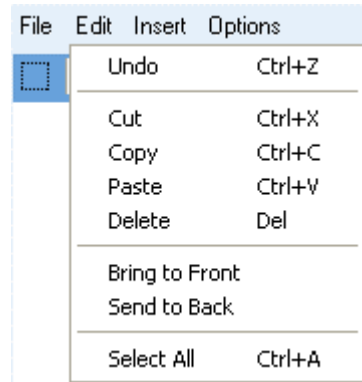 File Edit Insert Options
Undo Ctrl+Z
Cut Ctrl+X
Copy Ctrl+C
Paste Ctrl+V
Delete Del
Bring to Front
Send to Back
Select All Ctrl+A